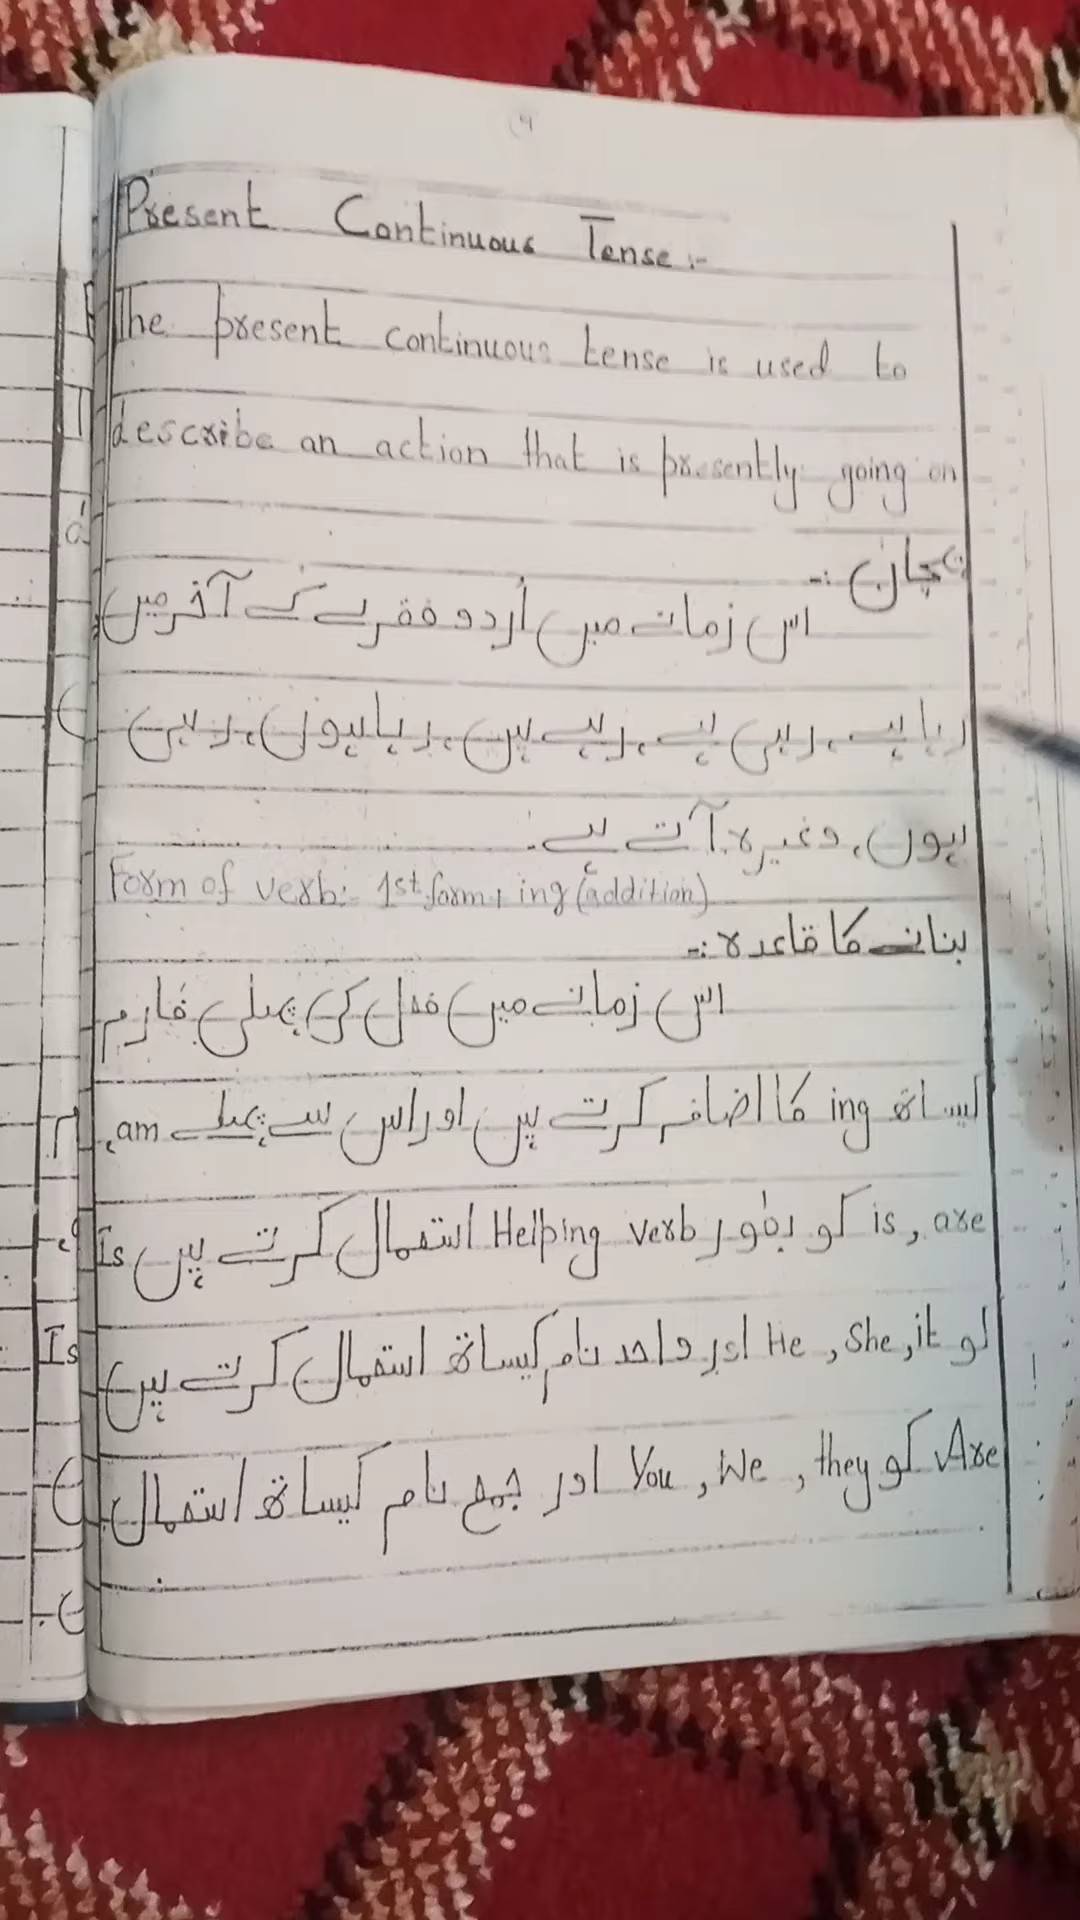 Present Continuous Tense :-
The present continuous tense is used to
describe an action that is presently going on
پہچان :-
اس زمانے میں اُردو فقرے کے آخر میں
رہا ہے، رہی ہے، رہے ہیں، رہا ہوں، رہی
ہوں، وغیرہ آتے ہے۔
Form of verb:- 1st form + ing (addition)
بنانے کا قاعدہ :-
اس زمانے میں فعل کی پہلی فارم
کیساتھ ing کا اضافہ کرتے ہیں اور اس سے پہلے am,
is, are کو بطور Helping verb استعمال کرتے ہیں Is
کو He, She, it اور واحد نام کیساتھ استعمال کرتے ہیں
Are کو You, We, they اور جمع نام کیساتھ استعمال